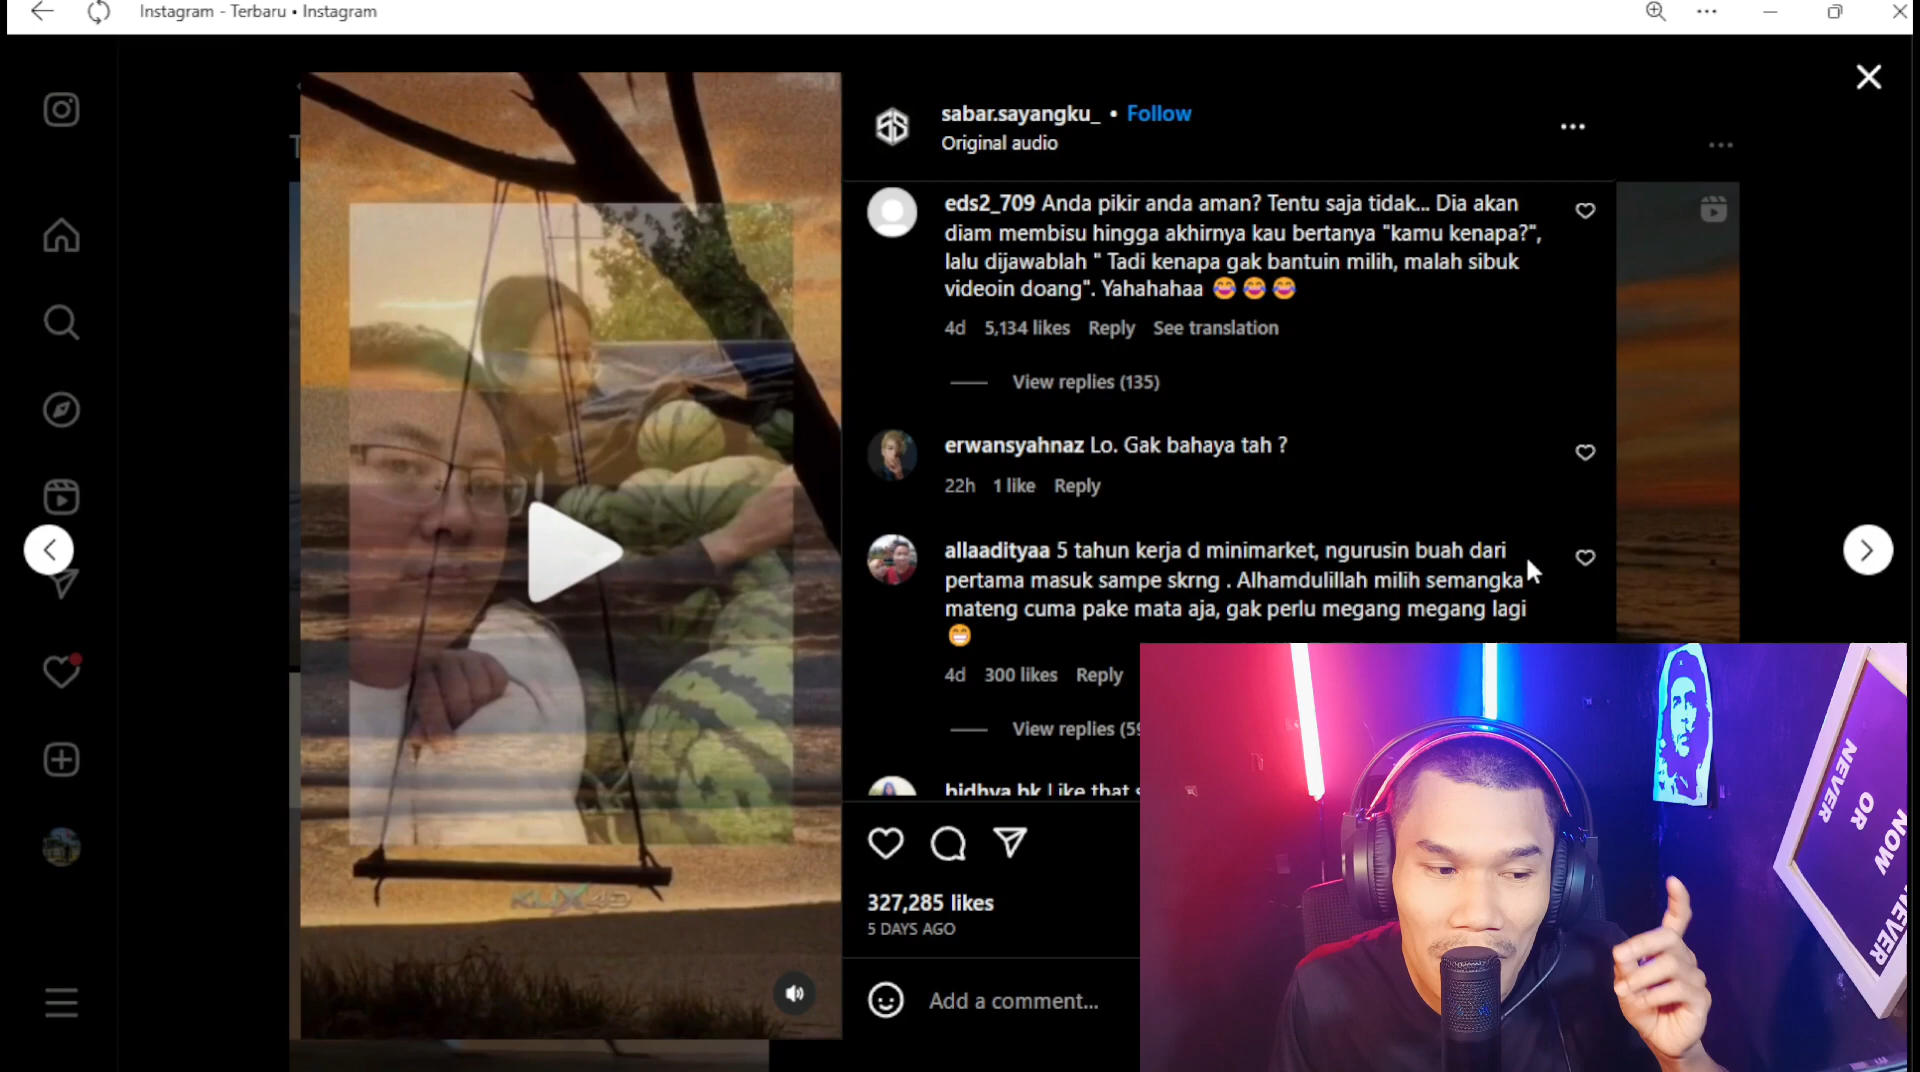 Instagram - Terbaru • Instagram
sabar.sayangku_ • Follow
Original audio
eds2_709 Anda pikir anda aman? Tentu saja tidak... Dia akan
diam membisu hingga akhirnya kau bertanya "kamu kenapa?",
lalu dijawablah " Tadi kenapa gak bantuin milih, malah sibuk
videoin doang". Yahahahaa 😂😂😂
4d 5,134 likes Reply See translation
View replies (135)
erwansyahnaz Lo. Gak bahaya tah ?
22h 1 like Reply
allaadityaa 5 tahun kerja d minimarket, ngurusin buah dari
pertama masuk sampe skrng . Alhamdulillah milih semangka
mateng cuma pake mata aja, gak perlu megang megang lagi
😁
4d 300 likes Reply
View replies
Like that
327,285 likes
5 DAYS AGO
Add a comment...
NEVER
OR
NOW
NEVER